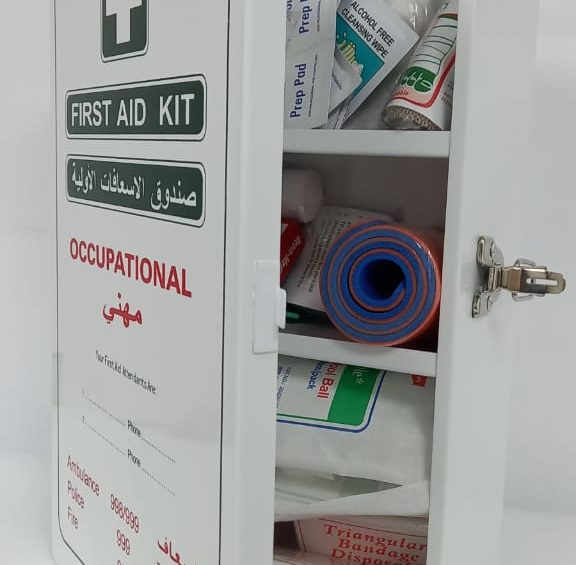 FIRST AID KIT
صندوق الاسعافات الأولية
OCCUPATIONAL
مهني
Your First Aid Attendants Are:
Phone
Phone
Ambulance 998/999
Police 999
Fire
Prep Pad
Prep
ALCOHOL FREE
CLEANSING WIPE
ool Ball
Triangular
Bandage
Dispos